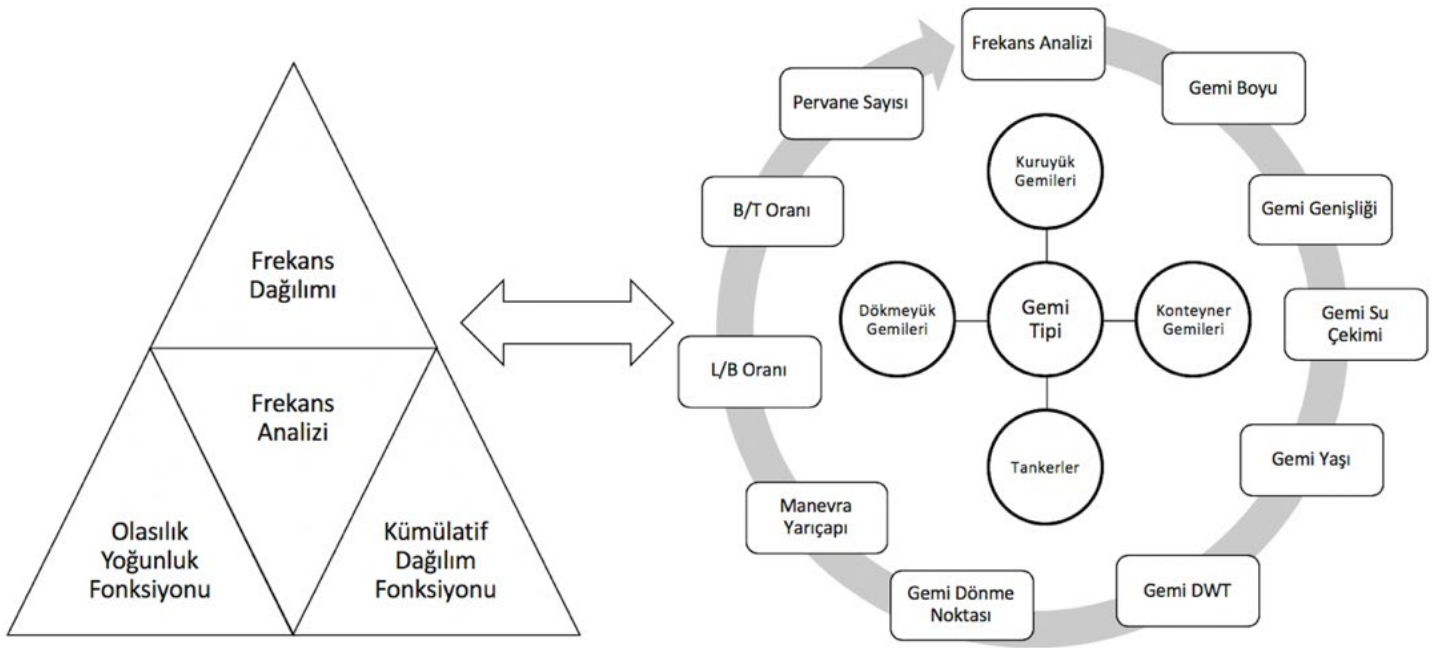 Frekans
Dağılımı
Frekans
Analizi
Olasılık
Yoğunluk
Fonksiyonu
Kümülatif
Dağılım
Fonksiyonu
Frekans Analizi
Gemi Boyu
Gemi Genişliği
Gemi Su
Çekimi
Gemi Yaşı
Gemi DWT
Gemi Dönme
Noktası
Manevra
Yarıçapı
L/B Oranı
B/T Oranı
Pervane Sayısı
Kuruyük
Gemileri
Dökmeyük
Gemileri
Gemi
Tipi
Konteyner
Gemileri
Tankerler